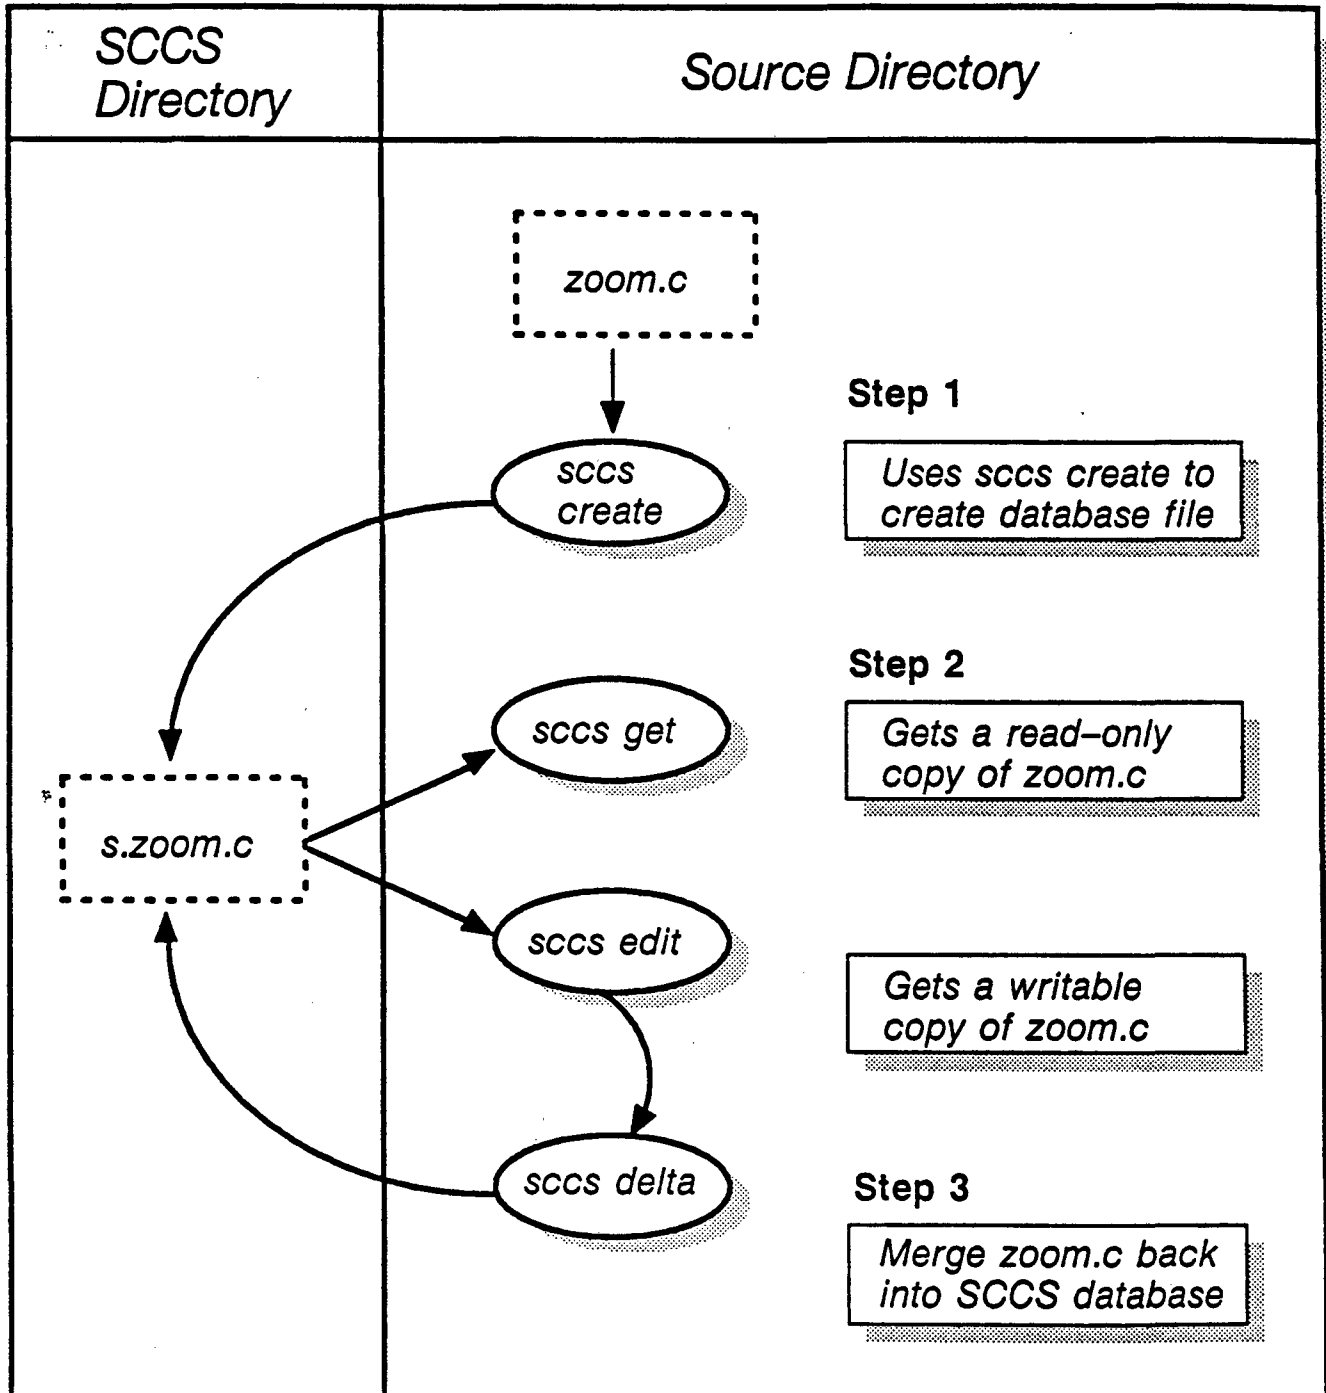 SCCS
Directory
Source Directory
zoom.c
Step 1
sccs
create
Uses sccs create to
create database file
Step 2
sccs get
Gets a read–only
copy of zoom.c
s.zoom.c
sccs edit
Gets a writable
copy of zoom.c
sccs delta
Step 3
Merge zoom.c back
into SCCS database